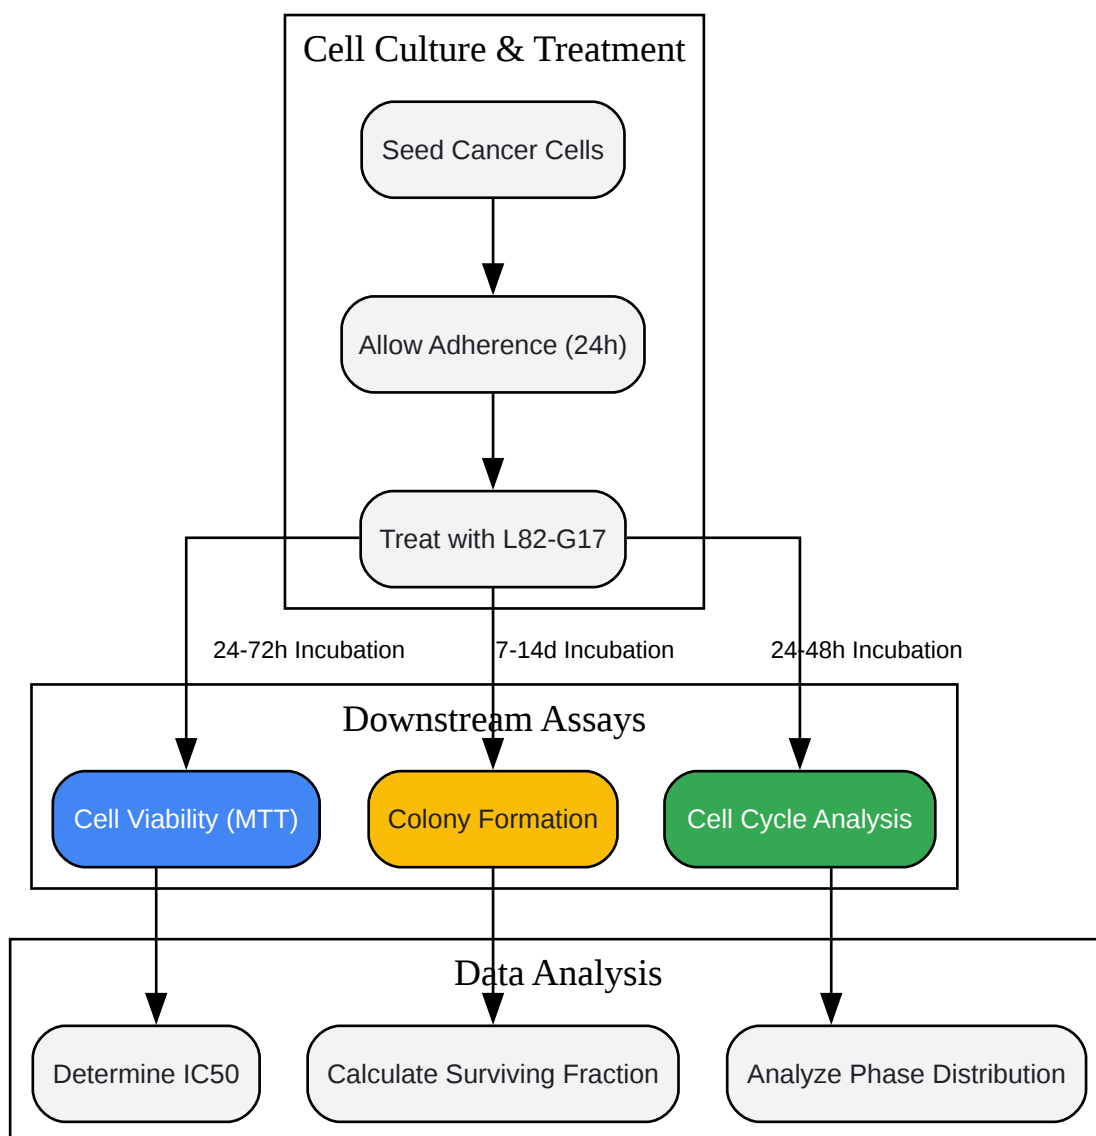 Cell Culture & Treatment
Seed Cancer Cells
Allow Adherence (24h)
Treat with L82-G17
24-72h Incubation
7-14d Incubation
24-48h Incubation
Downstream Assays
Cell Viability (MTT)
Colony Formation
Cell Cycle Analysis
Data Analysis
Determine IC50
Calculate Surviving Fraction
Analyze Phase Distribution